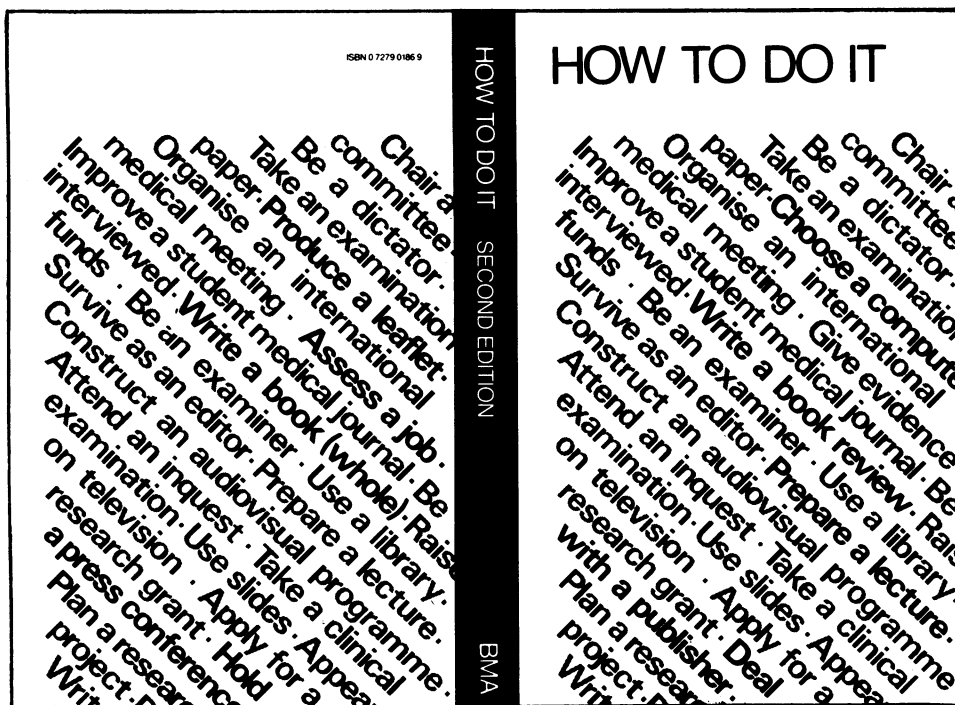 ISBN 0 7279 0186 9
Chair a
committee ·
Be a dictator ·
Take an examination
paper · Produce a leaflet ·
Organise an international
medical meeting · Assess a job ·
Improve a student medical journal · Be
interviewed · Write a book (whole) · Raise
funds · Be an examiner · Use a library ·
Survive as an editor · Prepare a lecture ·
Construct an audiovisual programme ·
Attend an inquest · Take a clinical
examination · Use slides · Appea
on television · Apply for a
research grant · Hold
a press conference
Plan a resear
project ·
Writ
HOW TO DO IT SECOND EDITION BMA
HOW TO DO IT
Chair a
committee
Be a dictator ·
Take an examination
paper · Choose a compute
Organise an international
medical meeting · Give evidence
Improve a student medical journal · Be
interviewed · Write a book review · Rais
funds · Be an examiner · Use a library ·
Survive as an editor · Prepare a lecture ·
Construct an audiovisual programme
Attend an inquest · Take a clinical
examination · Use slides · Appea
on television · Apply for a
research grant · Deal
with a publisher ·
Plan a resear
project ·
Writ